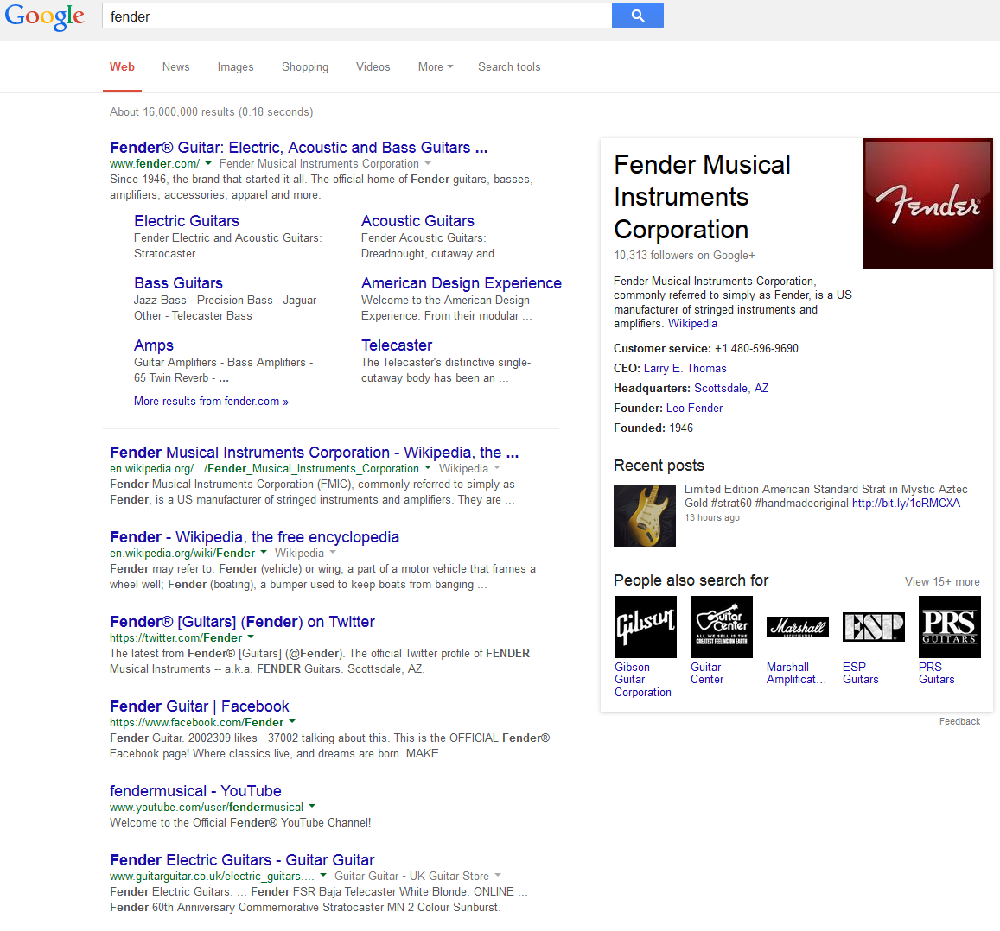 Google
fender
Web News Images Shopping Videos More Search tools
About 16,000,000 results (0.18 seconds)
Fender® Guitar: Electric, Acoustic and Bass Guitars ...
www.fender.com/ Fender Musical Instruments Corporation
Since 1946, the brand that started it all. The official home of Fender guitars, basses,
amplifiers, accessories, apparel and more.
Electric Guitars
Fender Electric and Acoustic Guitars:
Stratocaster ...
Acoustic Guitars
Fender Acoustic Guitars:
Dreadnought, cutaway and ...
Bass Guitars
Jazz Bass - Precision Bass - Jaguar -
Other - Telecaster Bass
American Design Experience
Welcome to the American Design
Experience. From their modular ...
Amps
Guitar Amplifiers - Bass Amplifiers -
65 Twin Reverb - ...
Telecaster
The Telecaster's distinctive single-
cutaway body has been an ...
More results from fender.com »
Fender Musical Instruments Corporation - Wikipedia, the ...
en.wikipedia.org/.../Fender_Musical_Instruments_Corporation Wikipedia
Fender Musical Instruments Corporation (FMIC), commonly referred to simply as
Fender, is a US manufacturer of stringed instruments and amplifiers. They are ...
Fender - Wikipedia, the free encyclopedia
en.wikipedia.org/wiki/Fender Wikipedia
Fender may refer to: Fender (vehicle) or wing, a part of a motor vehicle that frames a
wheel well; Fender (boating), a bumper used to keep boats from banging ...
Fender® [Guitars] (Fender) on Twitter
https://twitter.com/Fender
The latest from Fender® [Guitars] (@Fender). The official Twitter profile of FENDER
Musical Instruments -- a.k.a. FENDER Guitars. Scottsdale, AZ.
Fender Guitar | Facebook
https://www.facebook.com/Fender
Fender Guitar. 2002309 likes · 37002 talking about this. This is the OFFICIAL Fender®
Facebook page! Where classics live, and dreams are born. MAKE...
fendermusical - YouTube
www.youtube.com/user/fendermusical
Welcome to the Official Fender® YouTube Channel!
Fender Electric Guitars - Guitar Guitar
www.guitarguitar.co.uk/electric_guitars.... Guitar Guitar - UK Guitar Store
Fender Electric Guitars. ... Fender FSR Baja Telecaster White Blonde. ONLINE ...
Fender 60th Anniversary Commemorative Stratocaster MN 2 Colour Sunburst.
Fender Musical
Instruments
Corporation
10,313 followers on Google+
Fender
Fender Musical Instruments Corporation,
commonly referred to simply as Fender, is a US
manufacturer of stringed instruments and
amplifiers. Wikipedia
Customer service: +1 480-596-9690
CEO: Larry E. Thomas
Headquarters: Scottsdale, AZ
Founder: Leo Fender
Founded: 1946
Recent posts
Limited Edition American Standard Strat in Mystic Aztec
Gold #strat60 #handmadeoriginal http://bit.ly/1oRMCXA
13 hours ago
People also search for View 15+ more
Gibson
Guitar
Center
ALL WE SELL IS THE
GREATEST FEELING ON EARTH
Marshall
AMPLIFICATION
ESP
PRS
GUITARS
Gibson
Guitar
Corporation
Guitar
Center
Marshall
Amplificat...
ESP
Guitars
PRS
Guitars
Feedback